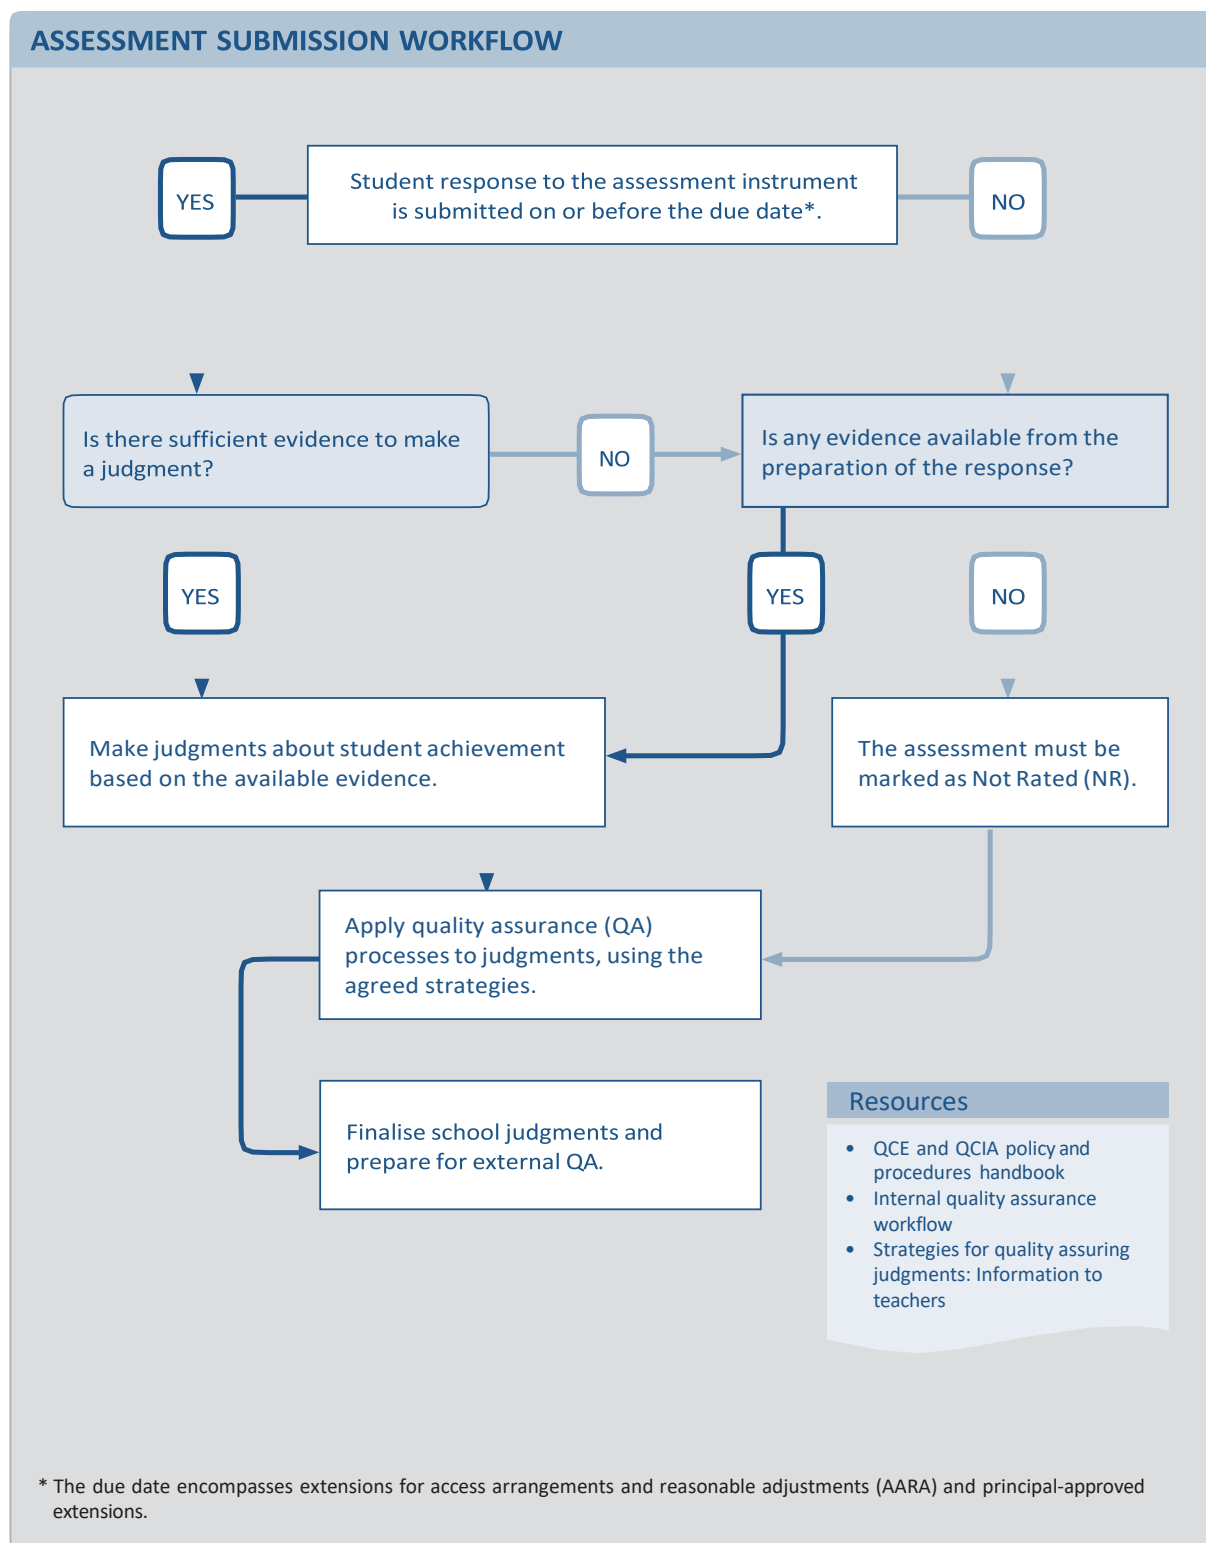 ASSESSMENT SUBMISSION WORKFLOW
YES
Student response to the assessment instrument
is submitted on or before the due date*.
NO
Is there sufficient evidence to make
a judgment?
NO
Is any evidence available from the
preparation of the response?
YES
YES
NO
Make judgments about student achievement
based on the available evidence.
The assessment must be
marked as Not Rated (NR).
Apply quality assurance (QA)
processes to judgments, using the
agreed strategies.
Finalise school judgments and
prepare for external QA.
Resources
• QCE and QCIA policy and
procedures handbook
• Internal quality assurance
workflow
• Strategies for quality assuring
judgments: Information to
teachers
* The due date encompasses extensions for access arrangements and reasonable adjustments (AARA) and principal-approved
extensions.